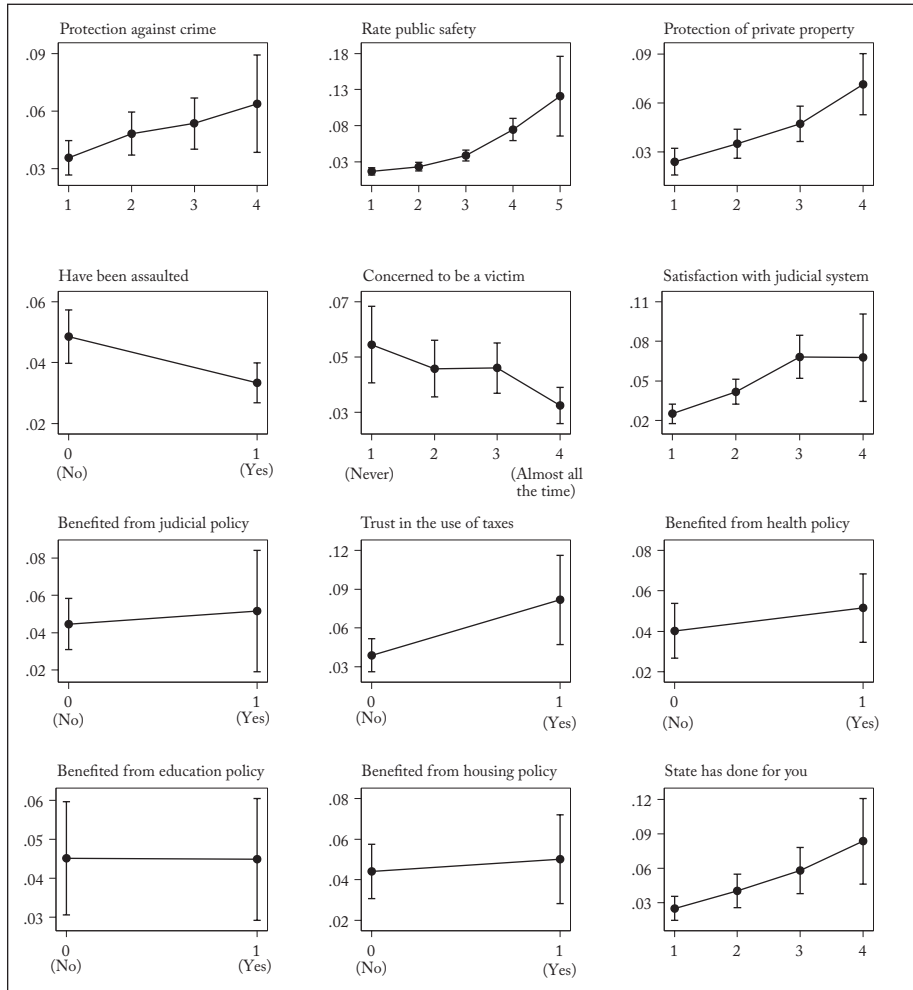 Protection against crime
.09
.06
.03
1 2 3 4
Rate public safety
.18
.13
.08
.03
1 2 3 4 5
Protection of private property
.09
.06
.03
1 2 3 4
Have been assaulted
.06
.04
.02
0 1
(No) (Yes)
Concerned to be a victim
.07
.05
.03
1 2 3 4
(Never) (Almost all
the time)
Satisfaction with judicial system
.11
.08
.05
.02
1 2 3 4
Benefited from judicial policy
.08
.06
.04
.02
0 1
(No) (Yes)
Trust in the use of taxes
.12
.09
.06
.03
0 1
(No) (Yes)
Benefited from health policy
.08
.06
.04
.02
0 1
(No) (Yes)
Benefited from education policy
.06
.05
.04
.03
0 1
(No) (Yes)
Benefited from housing policy
.08
.06
.04
.02
0 1
(No) (Yes)
State has done for you
.12
.09
.06
.03
1 2 3 4